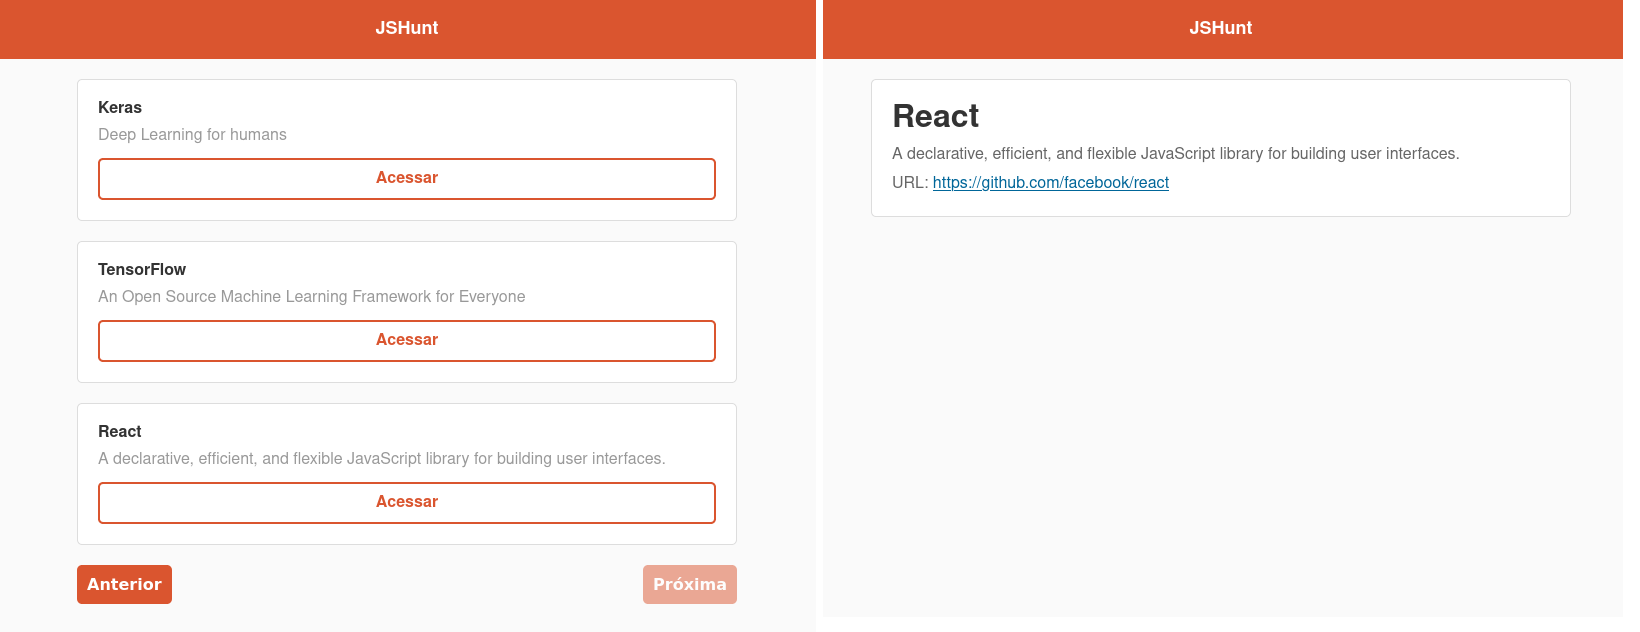 JSHunt
Keras
Deep Learning for humans
Acessar
TensorFlow
An Open Source Machine Learning Framework for Everyone
Acessar
React
A declarative, efficient, and flexible JavaScript library for building user interfaces.
Acessar
Anterior
Próxima
JSHunt
React
A declarative, efficient, and flexible JavaScript library for building user interfaces.
URL: https://github.com/facebook/react